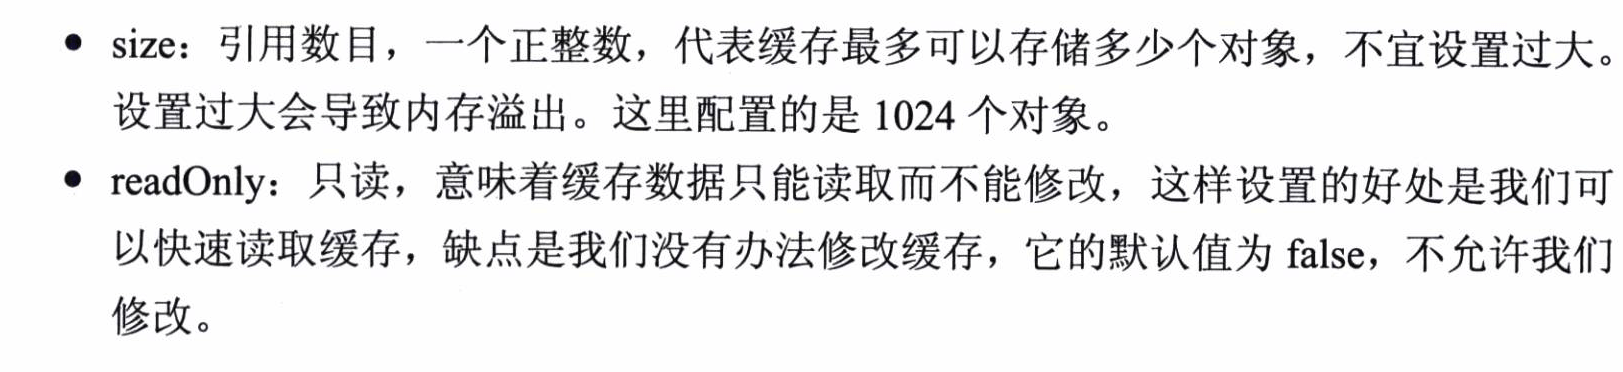 ● size：引用数目，一个正整数，代表缓存最多可以存储多少个对象，不宜设置过大。
设置过大会导致内存溢出。这里配置的是 1024 个对象。
● readOnly：只读，意味着缓存数据只能读取而不能修改，这样设置的好处是我们可
以快速读取缓存，缺点是我们没有办法修改缓存，它的默认值为 false，不允许我们
修改。